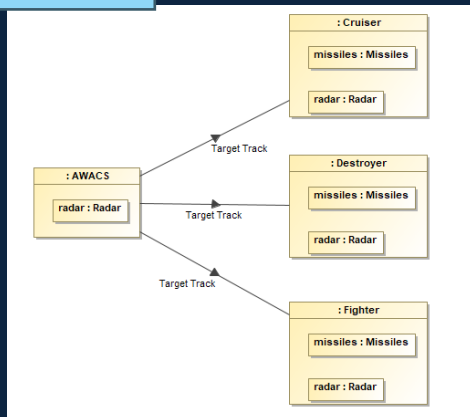 : Cruiser
missiles : Missiles
radar : Radar
Target Track
: AWACS
radar : Radar
: Destroyer
missiles : Missiles
Target Track
radar : Radar
Target Track
: Fighter
missiles : Missiles
radar : Radar